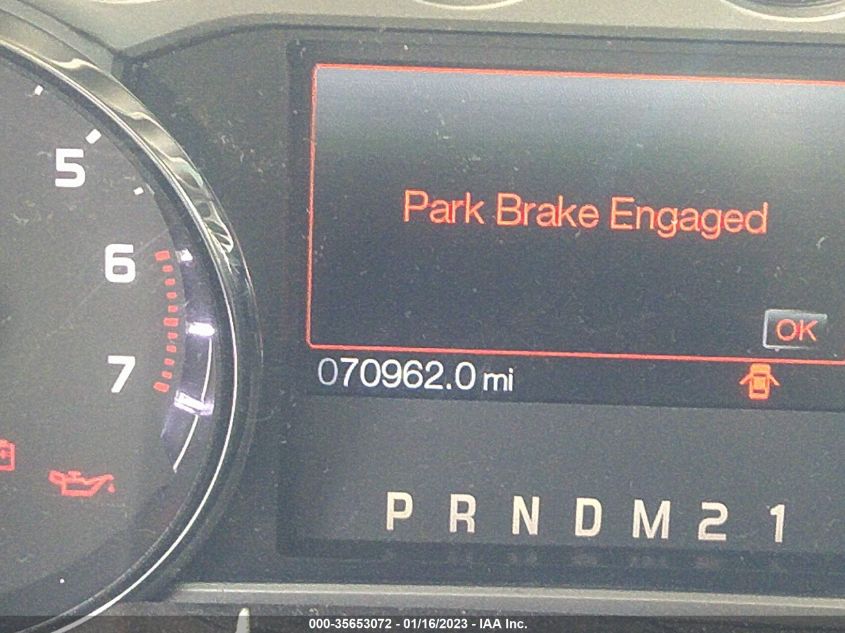 5
6
7
Park Brake Engaged
OK
070962.0 mi
P R N D M 2 1
000-35653072 - 01/16/2023 - IAA Inc.